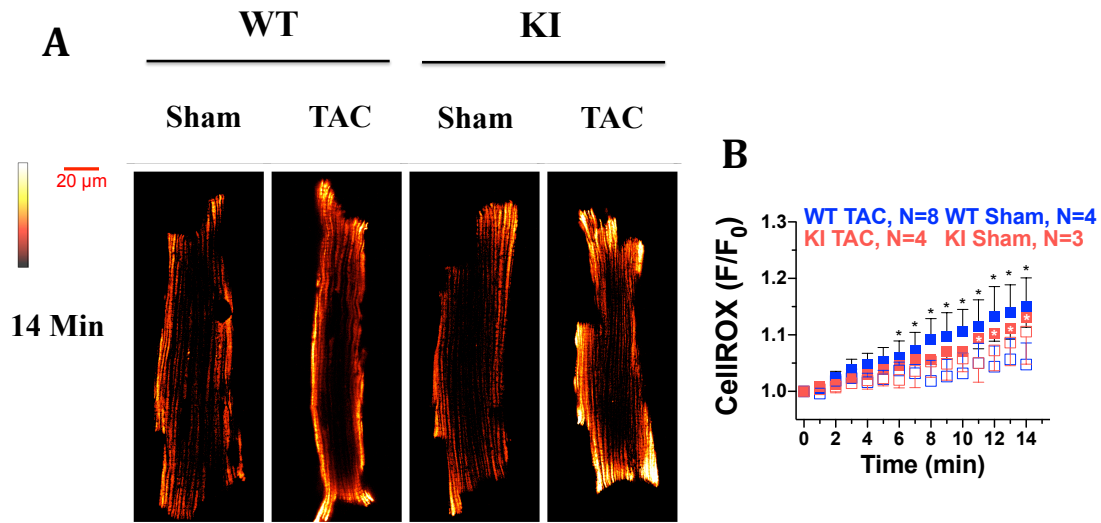 A
WT
KI
Sham
TAC
Sham
TAC
20 μm
14 Min
B
WT TAC, N=8 WT Sham, N=4
KI TAC, N=4 KI Sham, N=3
CellROX (F/F0)
1.3
1.2
1.1
1.0
* * * * * * * * *
* * * *
0 2 4 6 8 10 12 14
Time (min)